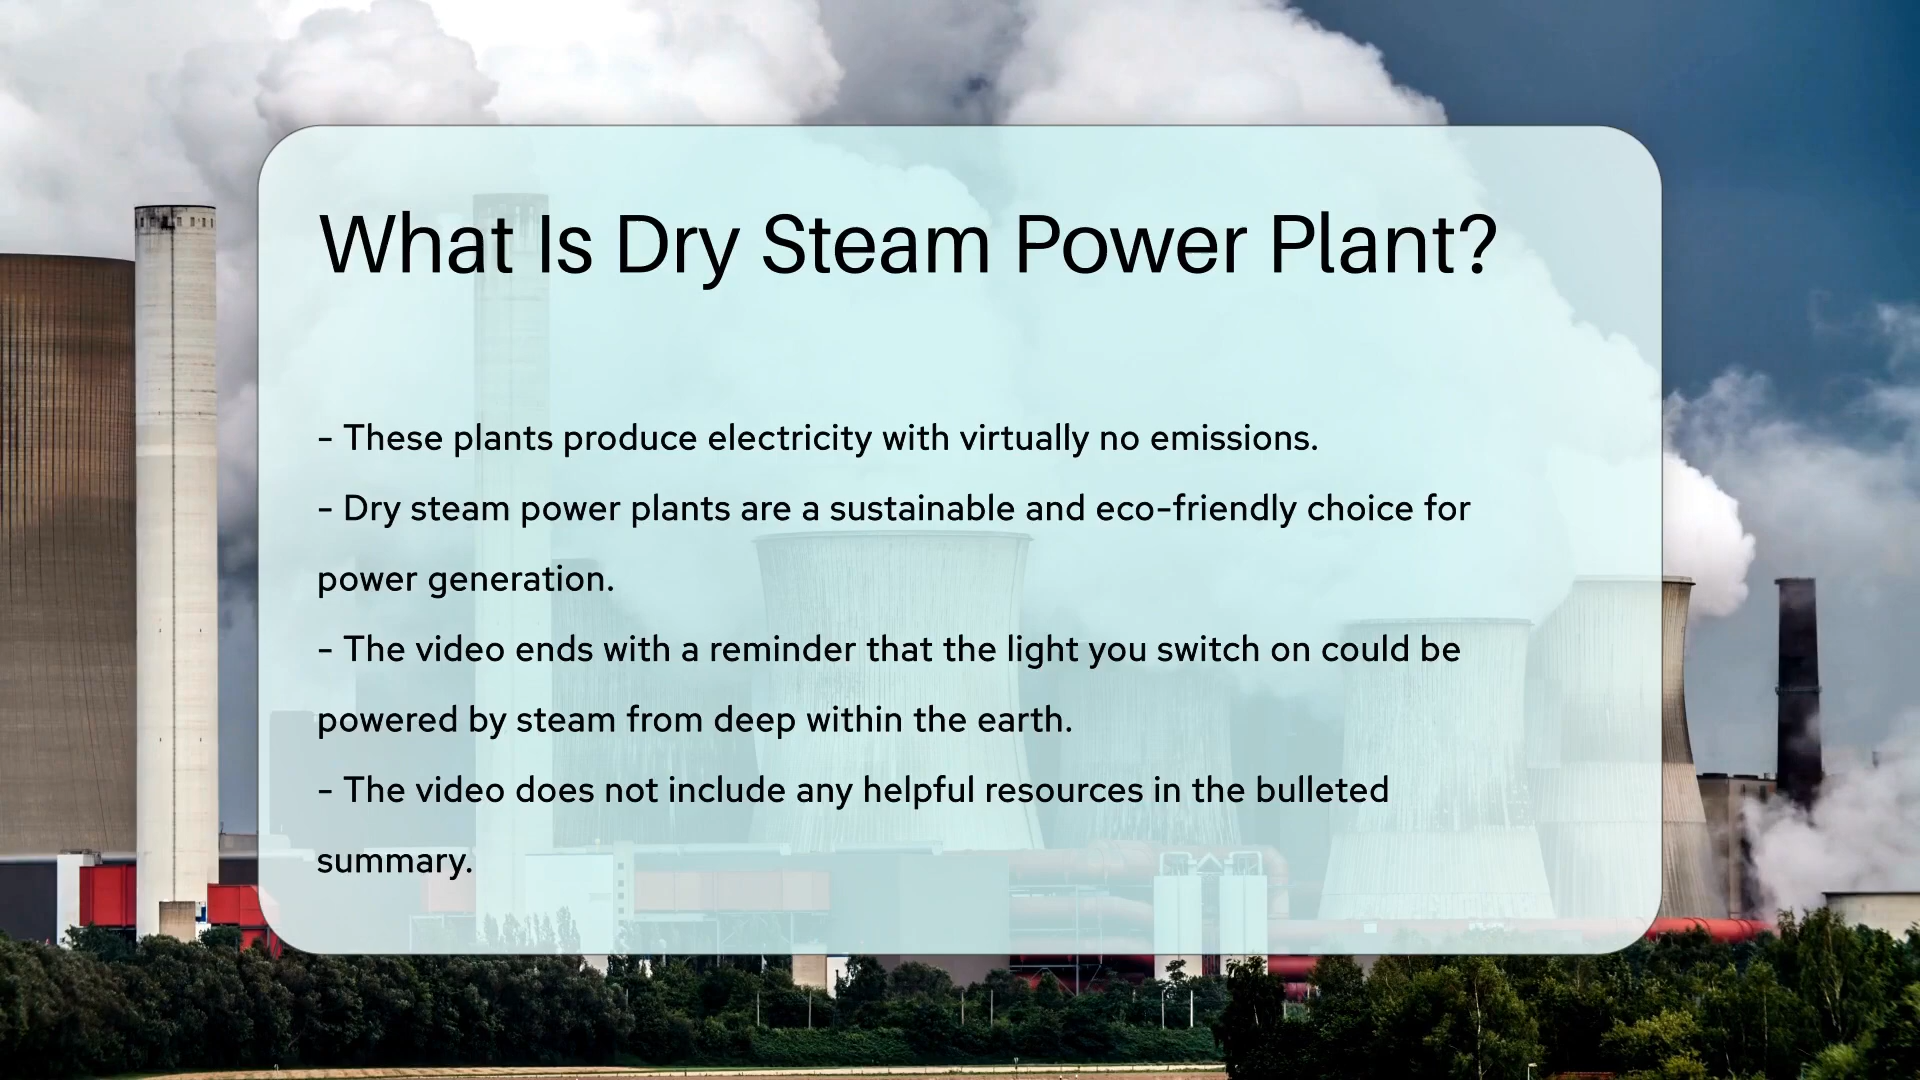 What Is Dry Steam Power Plant?
- These plants produce electricity with virtually no emissions.
- Dry steam power plants are a sustainable and eco-friendly choice for
power generation.
- The video ends with a reminder that the light you switch on could be
powered by steam from deep within the earth.
- The video does not include any helpful resources in the bulleted
summary.